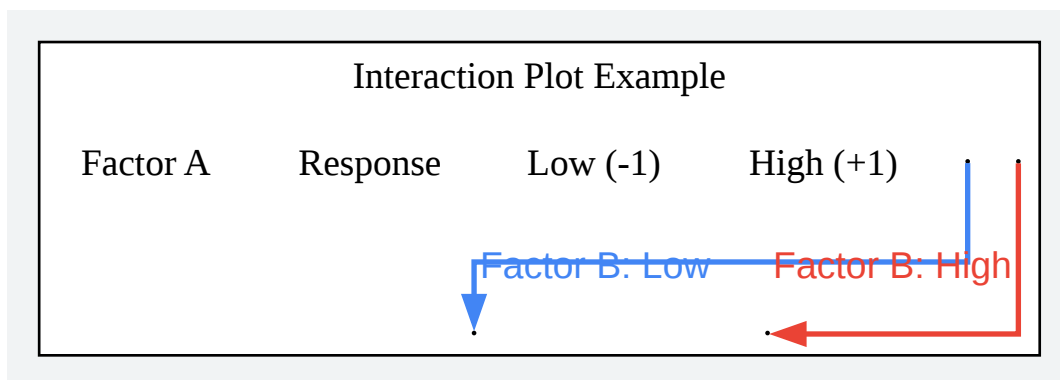 Interaction Plot Example
Factor A Response Low (-1) High (+1)
Factor B: Low Factor B: High